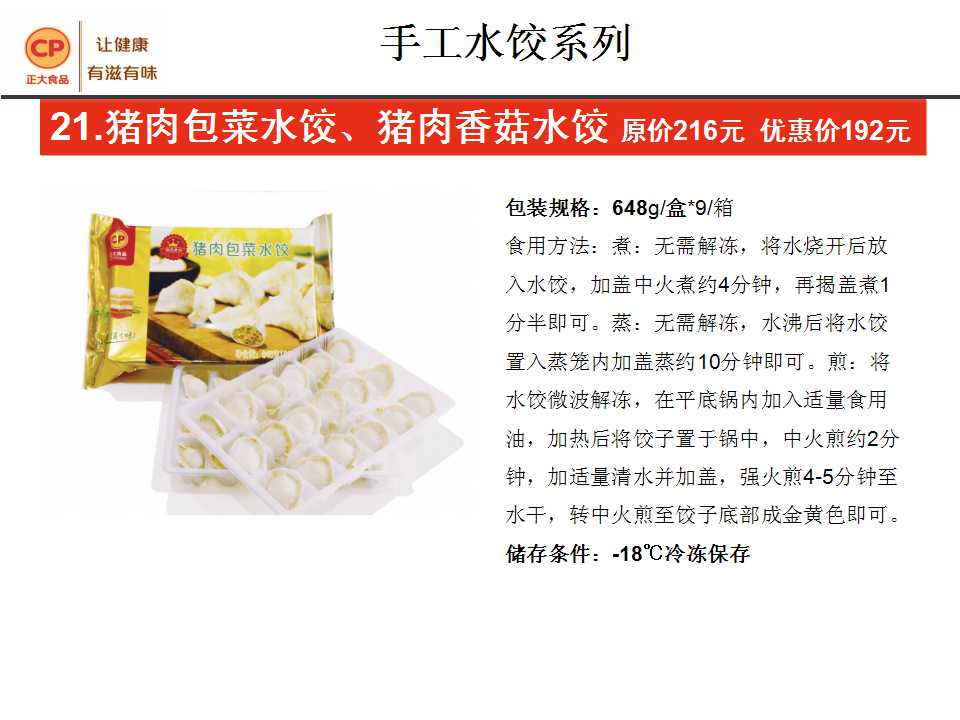 CP
正大食品
让健康
有滋有味
手工水饺系列
21.猪肉包菜水饺、猪肉香菇水饺 原价216元 优惠价192元
CP
猪肉包菜水饺
包装规格：648g/盒*9/箱
食用方法：煮：无需解冻，将水烧开后放
入水饺，加盖中火煮约4分钟，再揭盖煮1
分半即可。蒸：无需解冻，水沸后将水饺
置入蒸笼内加盖蒸约10分钟即可。煎：将
水饺微波解冻，在平底锅内加入适量食用
油，加热后将饺子置于锅中，中火煎约2分
钟，加适量清水并加盖，强火煎4-5分钟至
水干，转中火煎至饺子底部成金黄色即可。
储存条件：-18℃冷冻保存